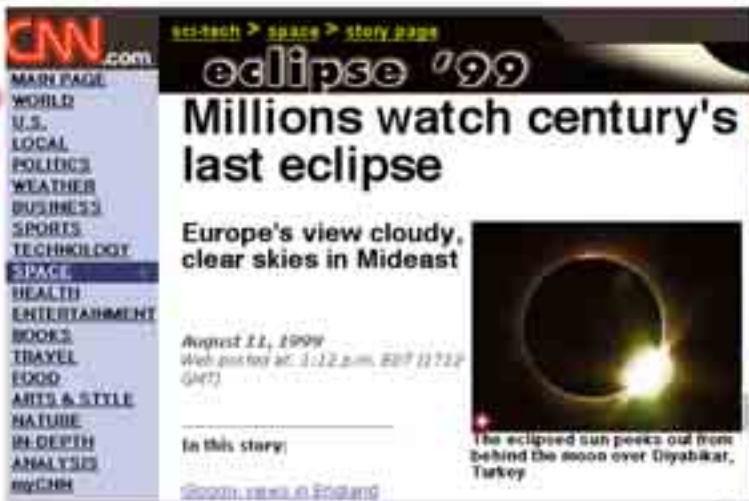 CNN.com
sci-tech > space > story page
eclipse '99
MAIN PAGE
WORLD
U.S.
LOCAL
POLITICS
WEATHER
BUSINESS
SPORTS
TECHNOLOGY
SPACE
HEALTH
ENTERTAINMENT
BOOKS
TRAVEL
FOOD
ARTS & STYLE
NATURE
IN-DEPTH
ANALYSIS
myCNN
Millions watch century's
last eclipse
Europe's view cloudy,
clear skies in Mideast
August 11, 1999
Web posted at: 1:12 p.m. EDT (1712
GMT)
In this story:
Gloomy views in England
The eclipsed sun peeks out from
behind the moon over Diyabikar,
Turkey